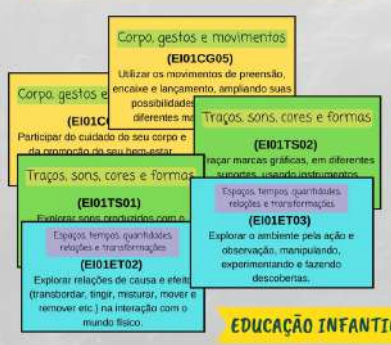 Corpo, gestos e movimentos
(EI01CG05)
Utilizar os movimentos de preensão,
encaixe e lançamento, ampliando suas
possibilidades
diferentes ma
Corpo, gestos e
(EI01C
Participar do cuidado do seu corpo e
da promoção do seu bem-estar
Traços, sons, cores e formas
(EI01TS02)
Traçar marcas gráficas, em diferentes
suportes, usando instrumentos
Traços, sons, cores e formas
(EI01TS01)
Explorar sons produzidos com o
Espaços, tempos, quantidades,
relações e transformações
(EI01ET03)
Explorar o ambiente pela ação e
observação, manipulando,
experimentando e fazendo
descobertas.
Espaços, tempos, quantidades,
relações e transformações
(EI01ET02)
Explorar relações de causa e efeito
(transbordar, tingir, misturar, mover e
remover etc.) na interação com o
mundo físico.
EDUCAÇÃO INFANTI